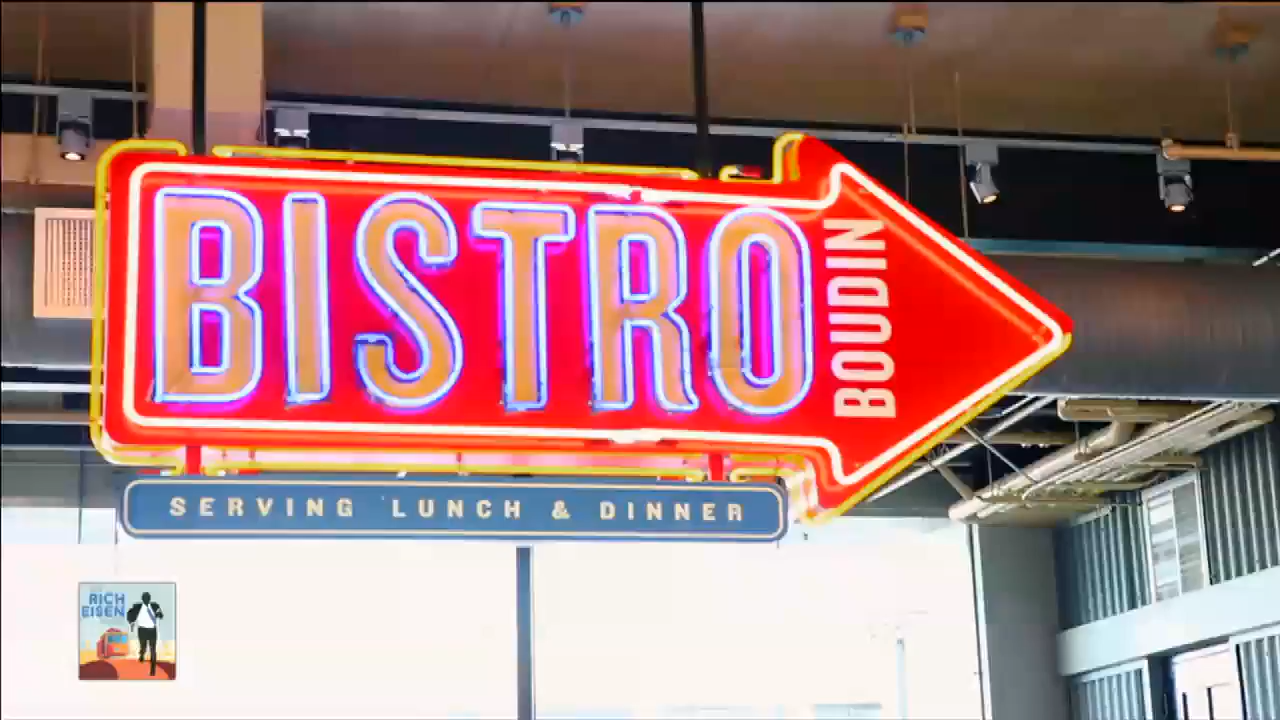 BISTRO
BOUDIN
SERVING LUNCH & DINNER
RICH
EISEN